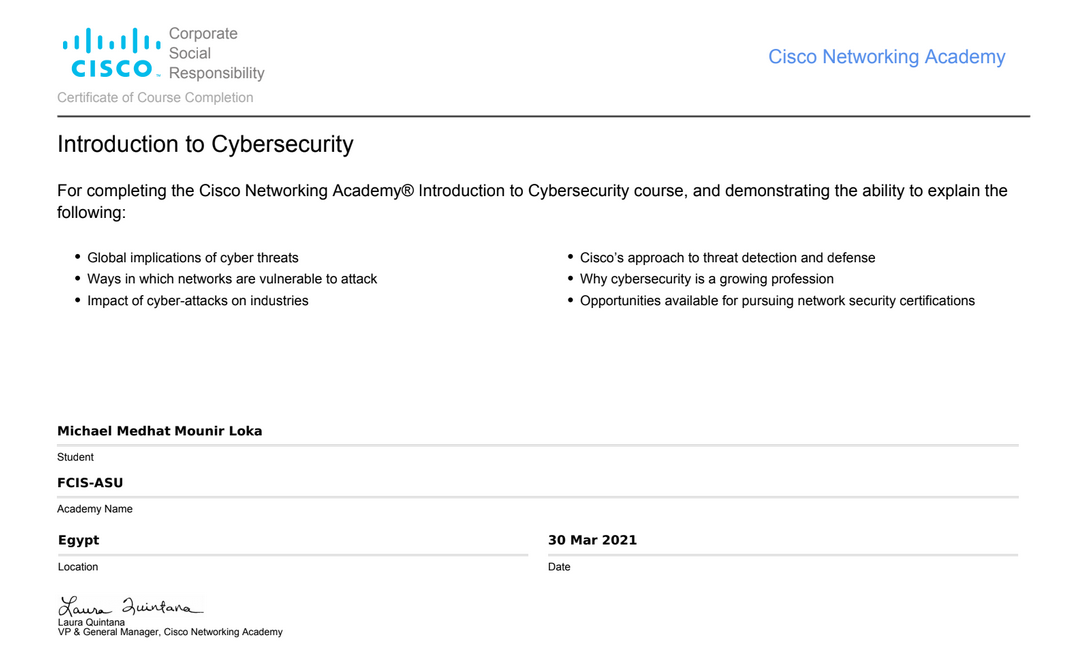 Corporate
Social
CISCO™ Responsibility
Cisco Networking Academy
Certificate of Course Completion
Introduction to Cybersecurity
For completing the Cisco Networking Academy® Introduction to Cybersecurity course, and demonstrating the ability to explain the
following:
• Global implications of cyber threats
• Ways in which networks are vulnerable to attack
• Impact of cyber-attacks on industries
• Cisco’s approach to threat detection and defense
• Why cybersecurity is a growing profession
• Opportunities available for pursuing network security certifications
Michael Medhat Mounir Loka
Student
FCIS-ASU
Academy Name
Egypt
Location
30 Mar 2021
Date
Laura Quintana
Laura Quintana
VP & General Manager, Cisco Networking Academy